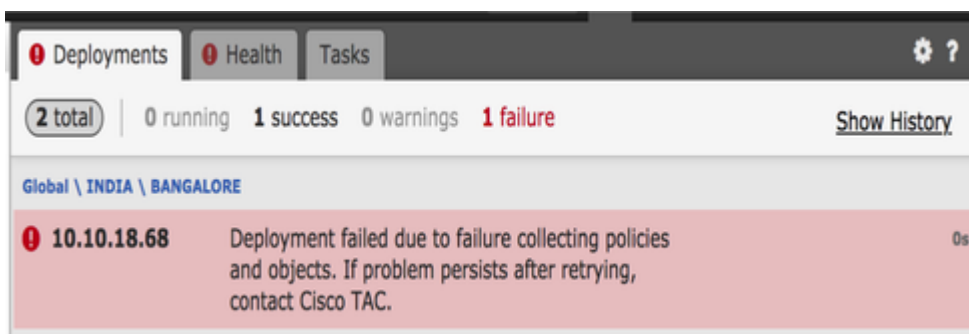 Deployments Health Tasks ?
2 total 0 running 1 success 0 warnings 1 failure Show History
Global \ INDIA \ BANGALORE
10.10.18.68 Deployment failed due to failure collecting policies 0s
and objects. If problem persists after retrying,
contact Cisco TAC.